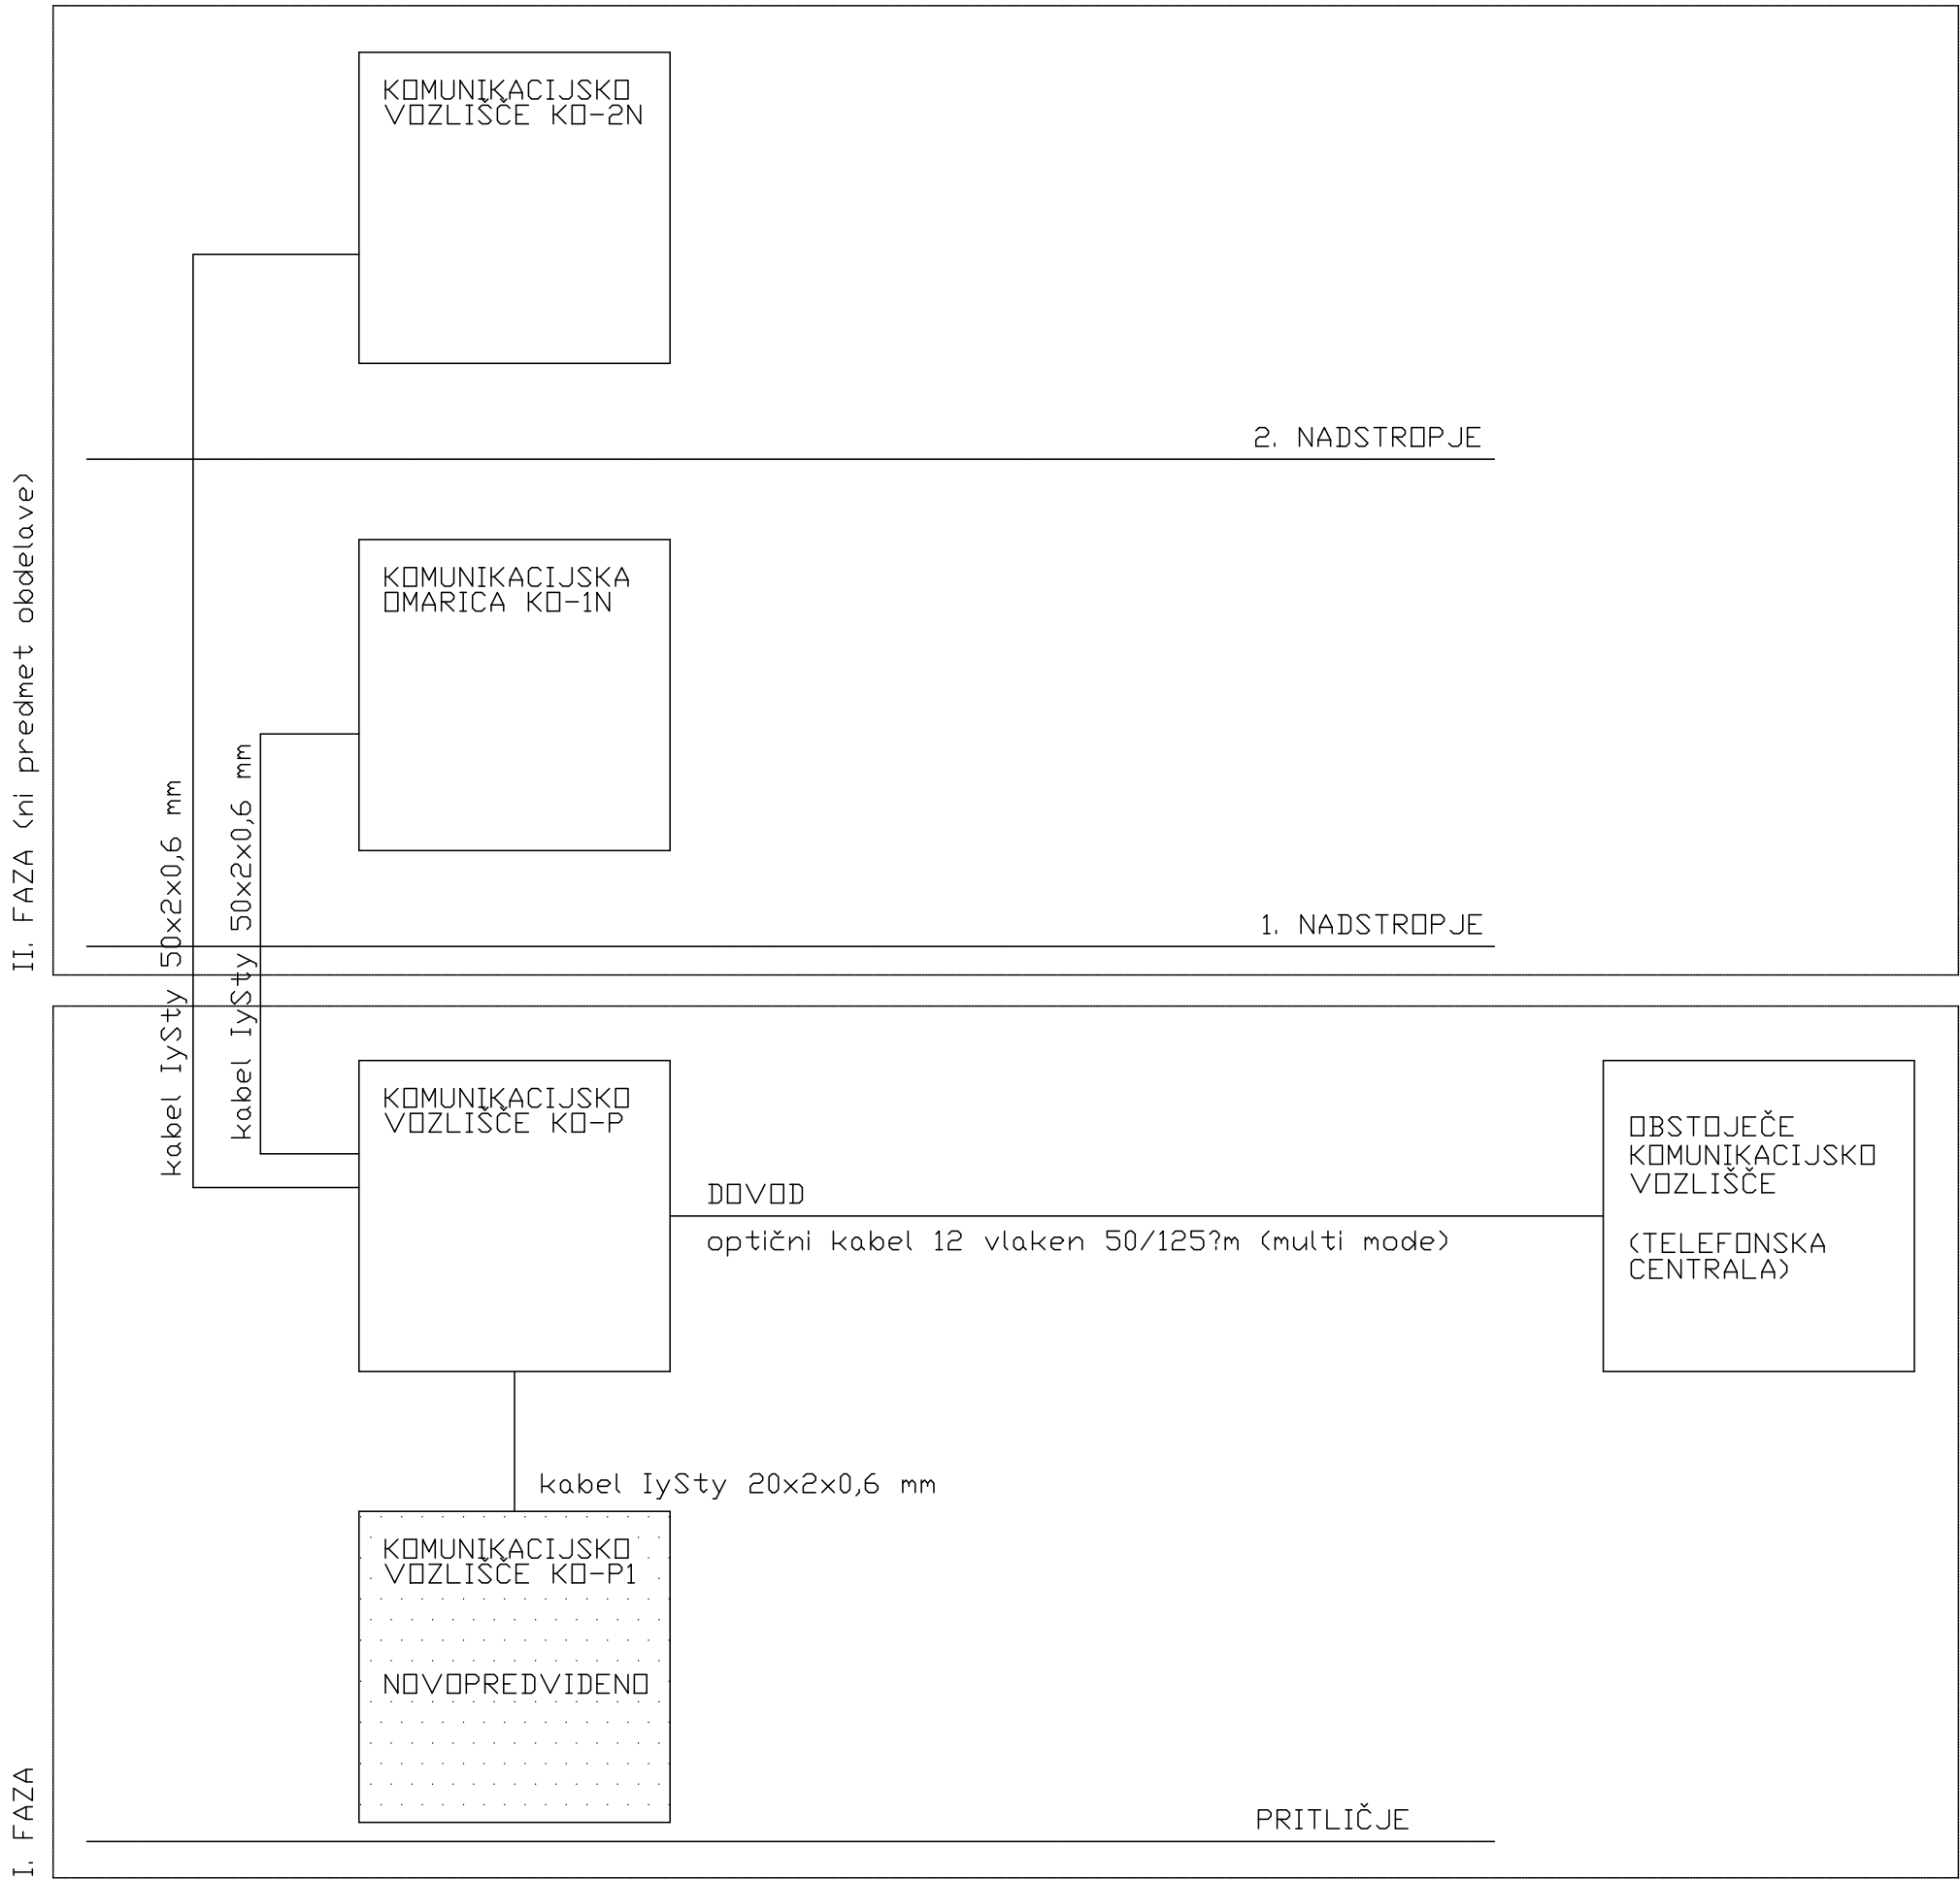 KOMUNIKACIJSKO
VOZLIŠČE KO-2N
2. NADSTROPJE
II. FAZA (ni predmet obdelave)
KOMUNIKACIJSKA
OMARICA KO-1N
kabel IySty 50x2x0,6 mm
kabel IySty 50x2x0,6 mm
1. NADSTROPJE
KOMUNIKACIJSKO
VOZLIŠČE KO-P
DOVOD
optični kabel 12 vlaken 50/125?m (multi mode)
OBSTOJEČE
KOMUNIKACIJSKO
VOZLIŠČE
(TELEFONSKA
CENTRALA)
kabel IySty 20x2x0,6 mm
KOMUNIKACIJSKO
VOZLIŠČE KO-P1
NOVOPREDVIDENO
I. FAZA
PRITLIČJE